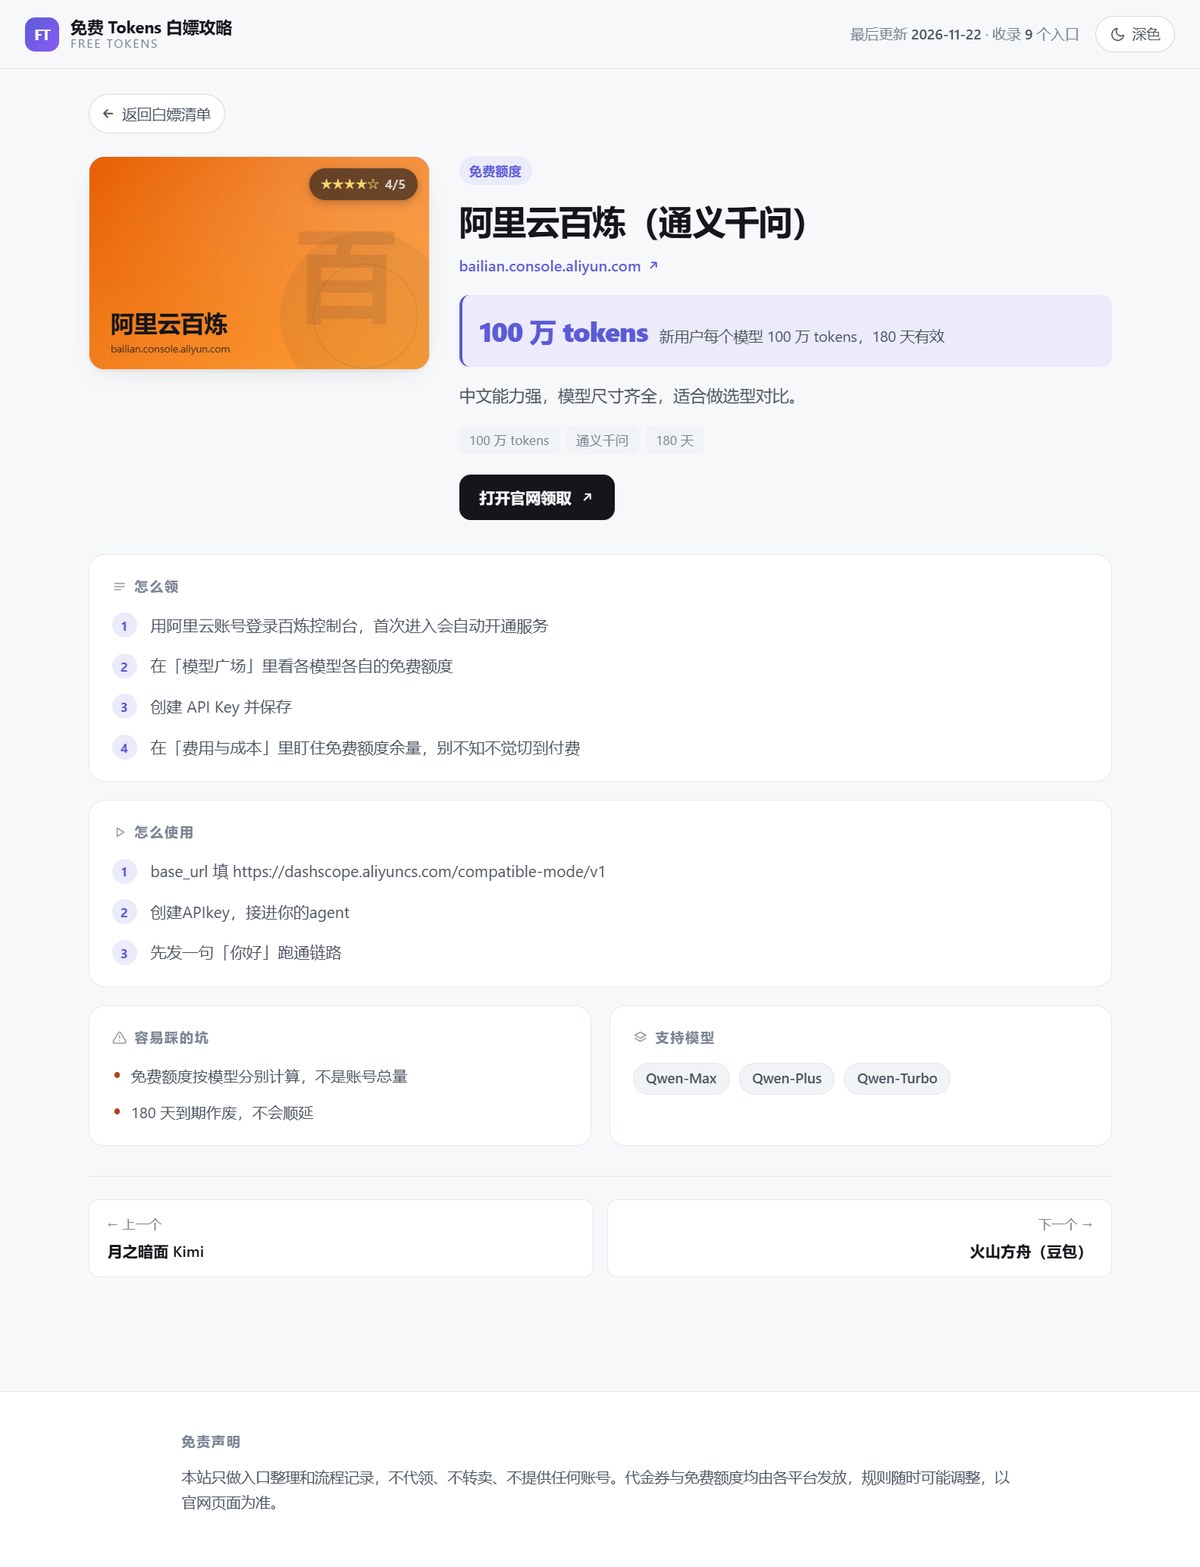 FT
免费 Tokens 白嫖攻略
FREE TOKENS
最后更新 2026-11-22 · 收录 9 个入口
深色
← 返回白嫖清单
★★★★☆ 4/5
百
阿里云百炼
bailian.console.aliyun.com
免费额度
阿里云百炼（通义千问）
bailian.console.aliyun.com ↗
100 万 tokens 新用户每个模型 100 万 tokens，180 天有效
中文能力强，模型尺寸齐全，适合做选型对比。
100 万 tokens 通义千问 180 天
打开官网领取 ↗
怎么领
1 用阿里云账号登录百炼控制台，首次进入会自动开通服务
2 在「模型广场」里看各模型各自的免费额度
3 创建 API Key 并保存
4 在「费用与成本」里盯住免费额度余量，别不知不觉切到付费
怎么使用
1 base_url 填 https://dashscope.aliyuncs.com/compatible-mode/v1
2 创建APIkey，接进你的agent
3 先发一句「你好」跑通链路
容易踩的坑
• 免费额度按模型分别计算，不是账号总量
• 180 天到期作废，不会顺延
支持模型
Qwen-Max Qwen-Plus Qwen-Turbo
← 上一个
月之暗面 Kimi
下一个 →
火山方舟（豆包）
免责声明
本站只做入口整理和流程记录，不代领、不转卖、不提供任何账号。代金券与免费额度均由各平台发放，规则随时可能调整，以
官网页面为准。